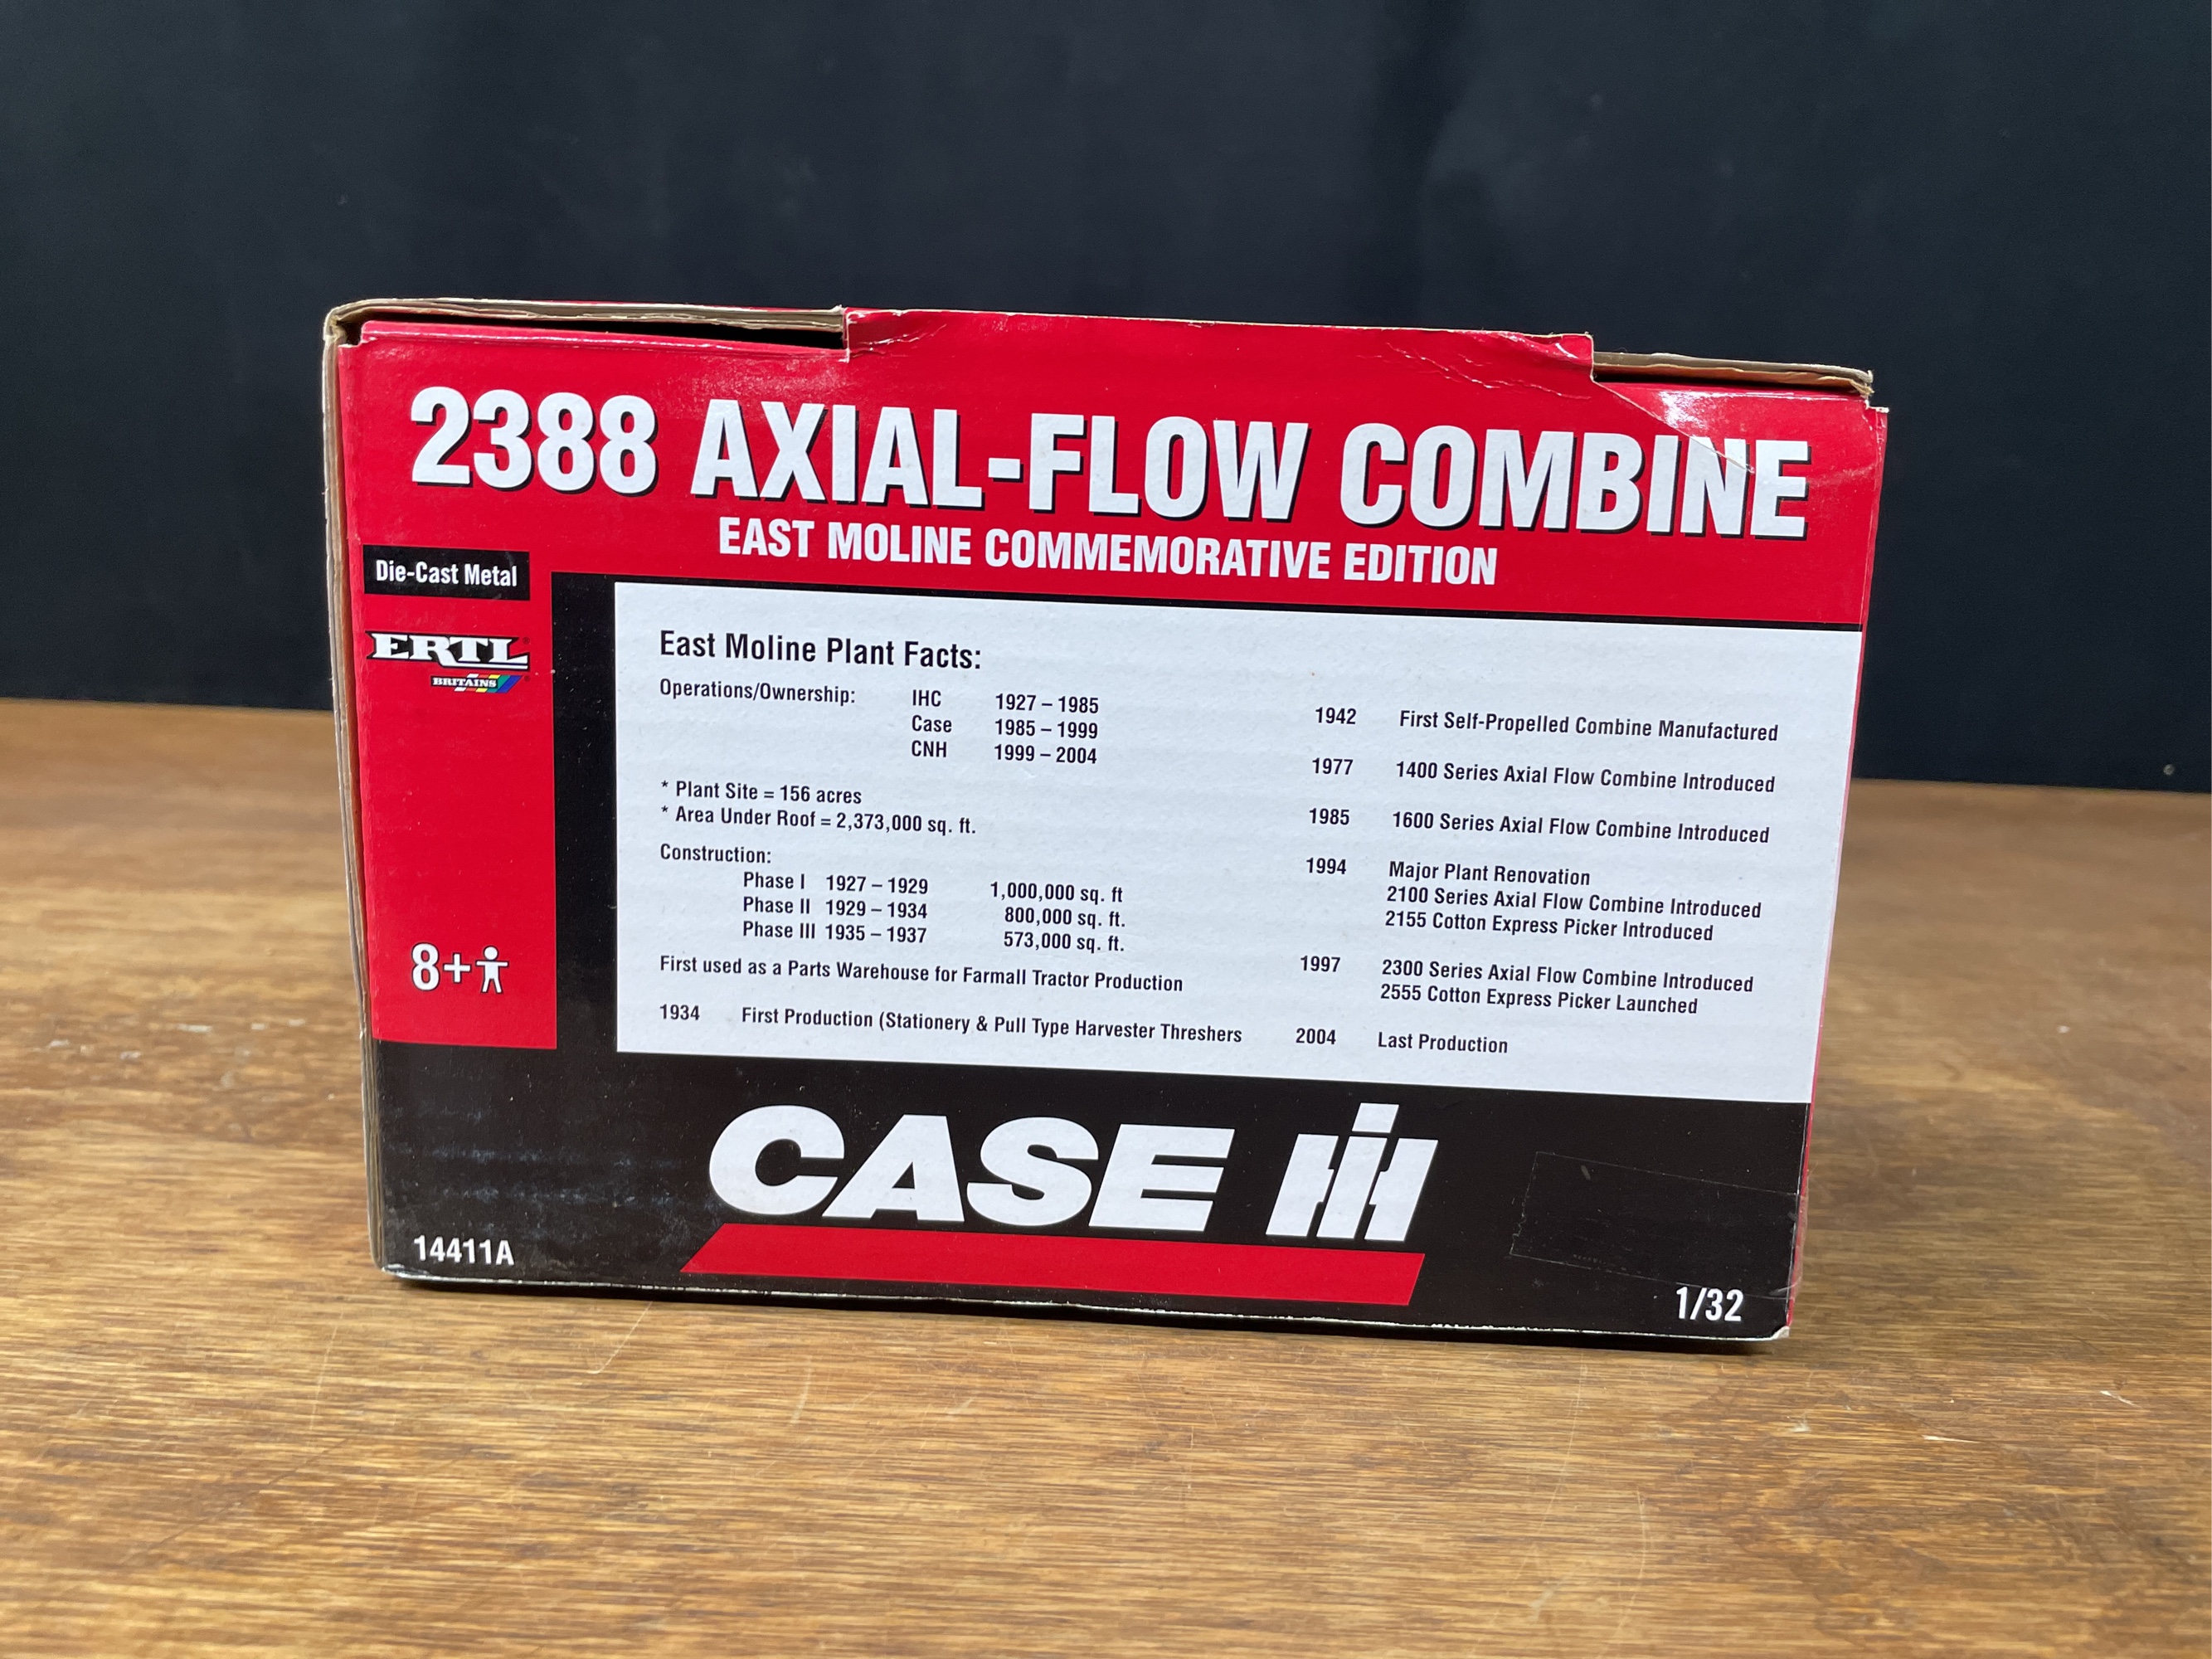 2388 AXIAL-FLOW COMBINE
EAST MOLINE COMMEMORATIVE EDITION
Die-Cast Metal
ERTL
BRITAINS
8+
East Moline Plant Facts:
Operations/Ownership: IHC 1927 – 1985
Case 1985 – 1999
CNH 1999 – 2004
* Plant Site = 156 acres
* Area Under Roof = 2,373,000 sq. ft.
Construction:
Phase I 1927 – 1929 1,000,000 sq. ft
Phase II 1929 – 1934 800,000 sq. ft.
Phase III 1935 – 1937 573,000 sq. ft.
First used as a Parts Warehouse for Farmall Tractor Production
1934 First Production (Stationery & Pull Type Harvester Threshers
1942 First Self-Propelled Combine Manufactured
1977 1400 Series Axial Flow Combine Introduced
1985 1600 Series Axial Flow Combine Introduced
1994 Major Plant Renovation
2100 Series Axial Flow Combine Introduced
2155 Cotton Express Picker Introduced
1997 2300 Series Axial Flow Combine Introduced
2555 Cotton Express Picker Launched
2004 Last Production
CASE IH
14411A
1/32